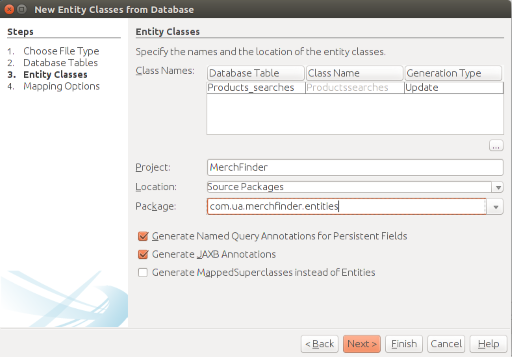 New Entity Classes from Database
Steps
1. Choose File Type
2. Database Tables
3. Entity Classes
4. Mapping Options
Entity Classes
Specify the names and the location of the entity classes.
Class Names:
Database Table Class Name Generation Type
Products_searches Productssearches Update
...
Project: MerchFinder
Location: Source Packages
Package: com.ua.merchfinder.entities
Generate Named Query Annotations for Persistent Fields
Generate JAXB Annotations
Generate MappedSuperclasses instead of Entities
< Back Next > Finish Cancel Help